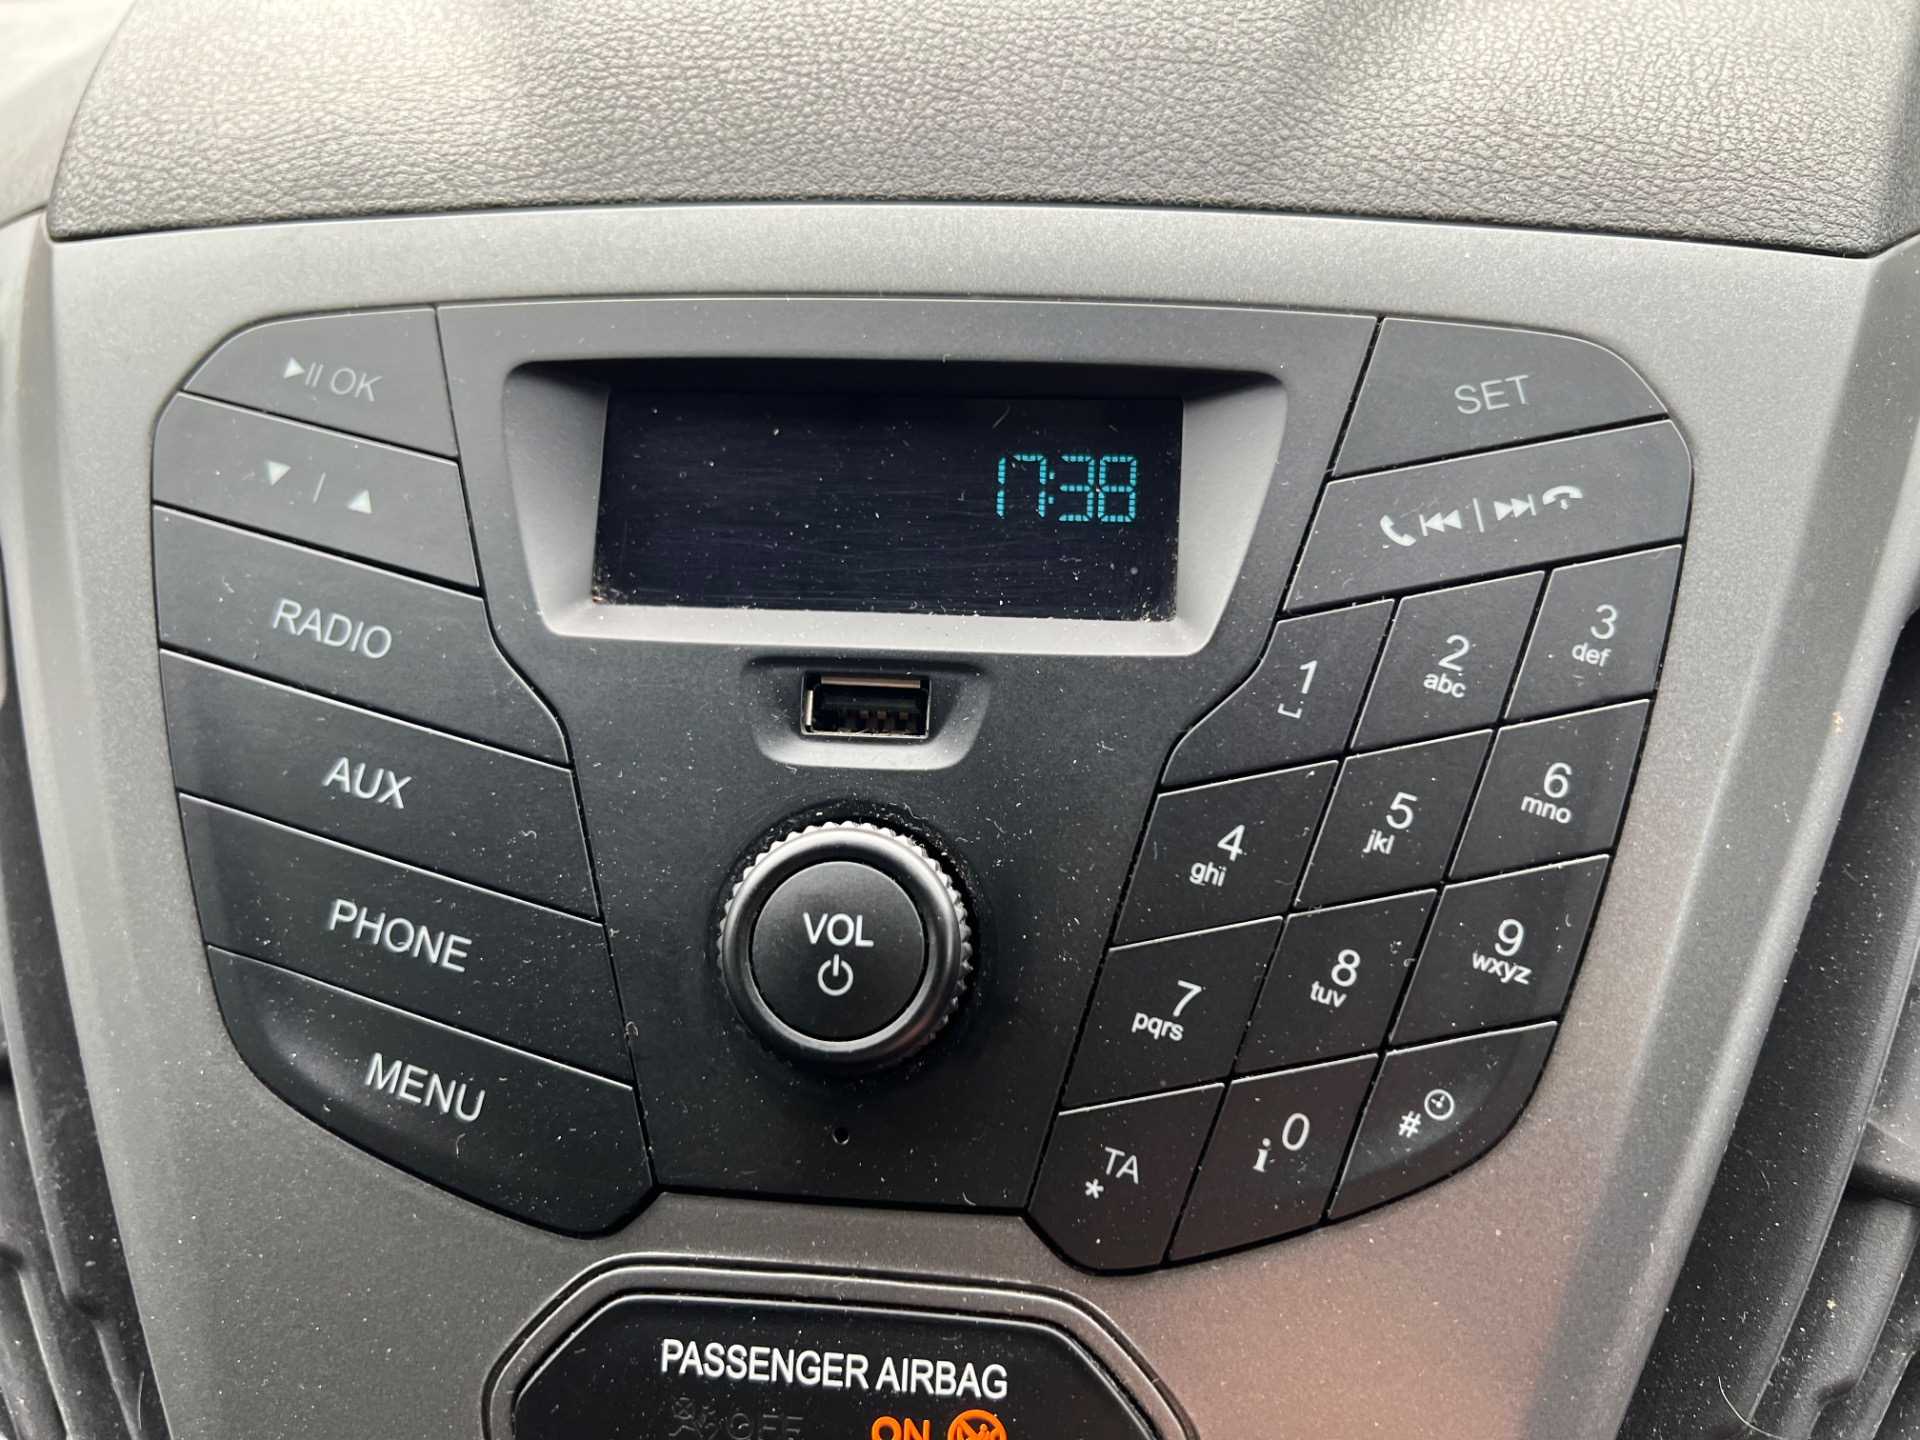 OK
17:38
SET
RADIO
AUX
PHONE
MENU
VOL
1
2
abc
3
def
4
ghi
5
jkl
6
mno
7
pqrs
8
tuv
9
wxyz
TA
*
i 0
#
PASSENGER AIRBAG
OFF
ON